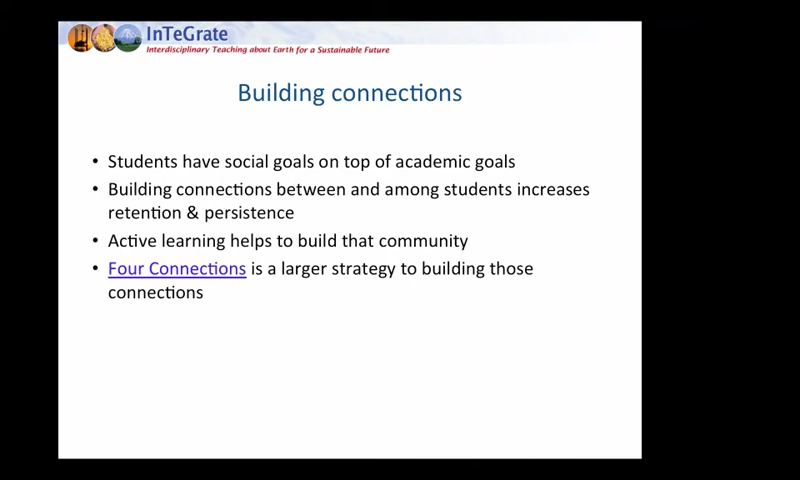 InTeGrate
Interdisciplinary Teaching about Earth for a Sustainable Future
Building connections
• Students have social goals on top of academic goals
• Building connections between and among students increases
retention & persistence
• Active learning helps to build that community
• Four Connections is a larger strategy to building those
connections